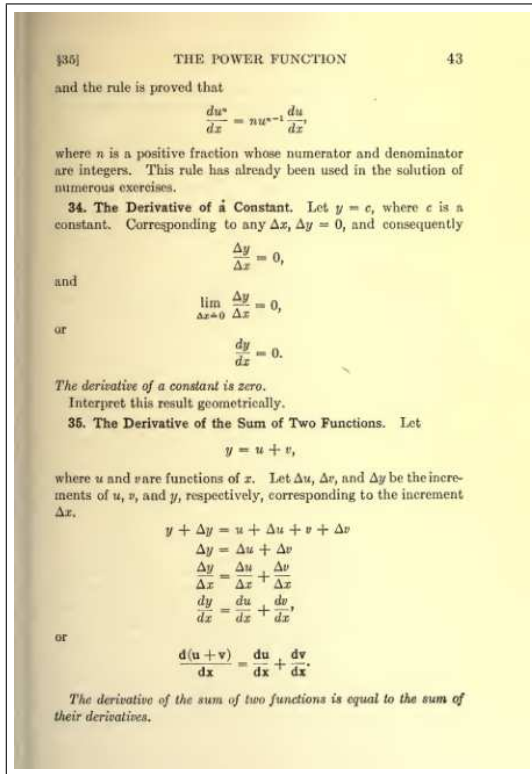 §35] THE POWER FUNCTION 43
and the rule is proved that
du^n/dx = nu^{n-1} du/dx,
where n is a positive fraction whose numerator and denominator
are integers. This rule has already been used in the solution of
numerous exercises.
34. The Derivative of a Constant. Let y = c, where c is a
constant. Corresponding to any Δx, Δy = 0, and consequently
Δy/Δx = 0,
and
lim_{Δx≐0} Δy/Δx = 0,
or
dy/dx = 0.
The derivative of a constant is zero.
Interpret this result geometrically.
35. The Derivative of the Sum of Two Functions. Let
y = u + v,
where u and v are functions of x. Let Δu, Δv, and Δy be the incre-
ments of u, v, and y, respectively, corresponding to the increment
Δx.
y + Δy = u + Δu + v + Δv
Δy = Δu + Δv
Δy/Δx = Δu/Δx + Δv/Δx
dy/dx = du/dx + dv/dx,
or
d(u + v)/dx = du/dx + dv/dx.
The derivative of the sum of two functions is equal to the sum of
their derivatives.